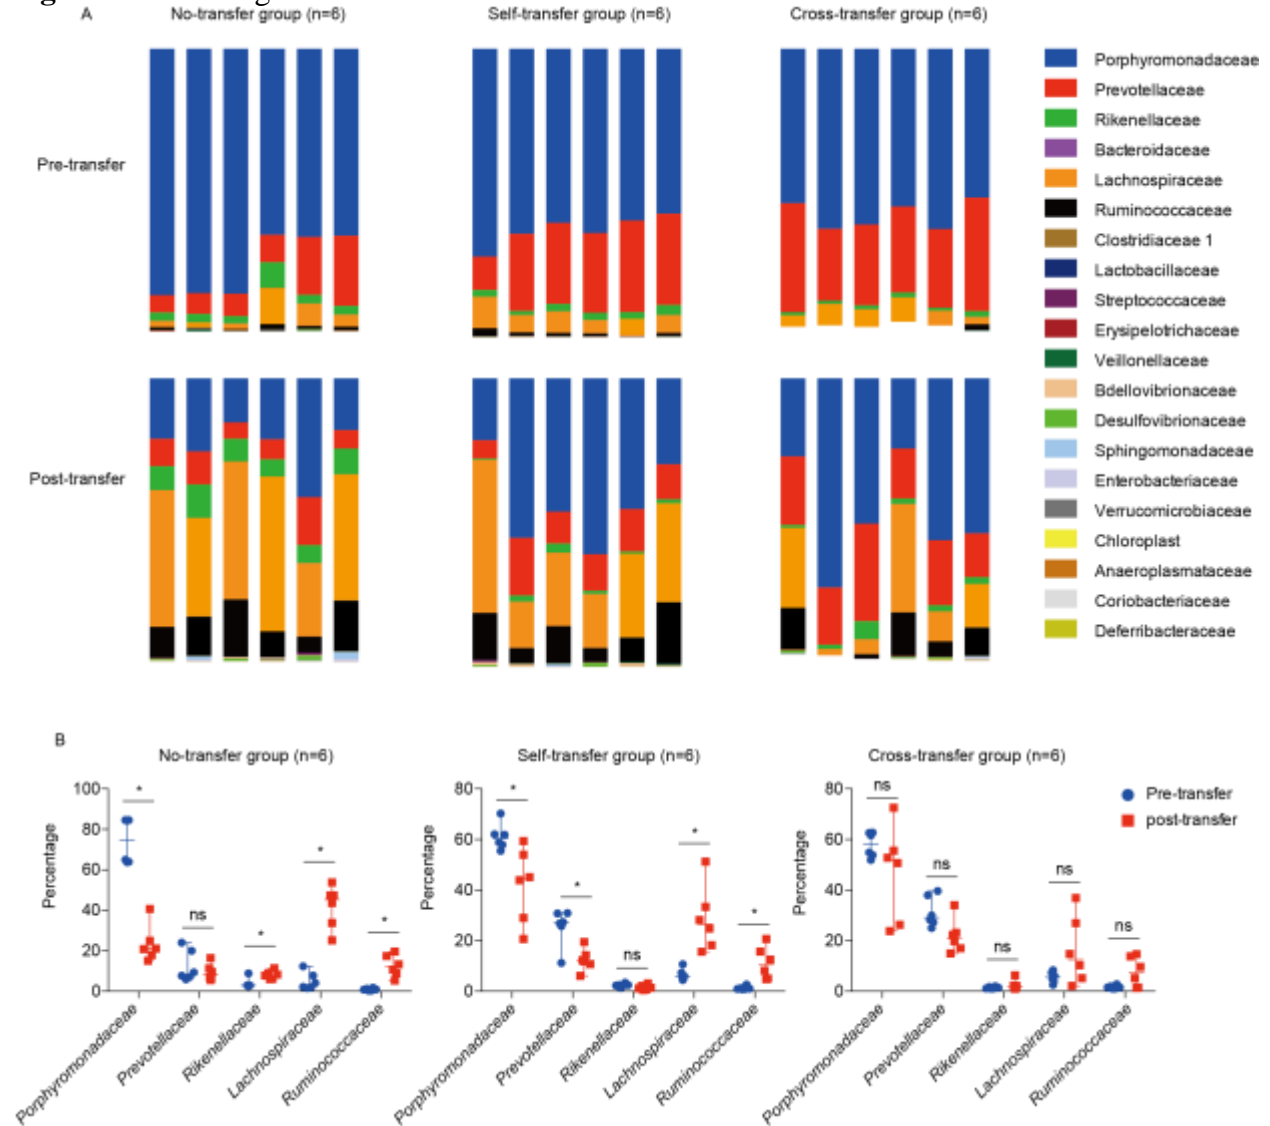 A
No-transfer group (n=6)
Self-transfer group (n=6)
Cross-transfer group (n=6)
Pre-transfer
Post-transfer
Porphyromonadaceae
Prevotellaceae
Rikenellaceae
Bacteroidaceae
Lachnospiraceae
Ruminococcaceae
Clostridiaceae 1
Lactobacillaceae
Streptococcaceae
Erysipelotrichaceae
Veillonellaceae
Bdellovibrionaceae
Desulfovibrionaceae
Sphingomonadaceae
Enterobacteriaceae
Verrucomicrobiaceae
Chloroplast
Anaeroplasmataceae
Coriobacteriaceae
Deferribacteraceae
B
No-transfer group (n=6)
Percentage
100
80
60
40
20
0
*
ns
*
*
*
Porphyromonadaceae
Prevotellaceae
Rikenellaceae
Lachnospiraceae
Ruminococcaceae
Self-transfer group (n=6)
Percentage
80
60
40
20
0
*
*
ns
*
*
Porphyromonadaceae
Prevotellaceae
Rikenellaceae
Lachnospiraceae
Ruminococcaceae
Cross-transfer group (n=6)
Percentage
80
60
40
20
0
ns
ns
ns
ns
ns
Porphyromonadaceae
Prevotellaceae
Rikenellaceae
Lachnospiraceae
Ruminococcaceae
Pre-transfer
post-transfer